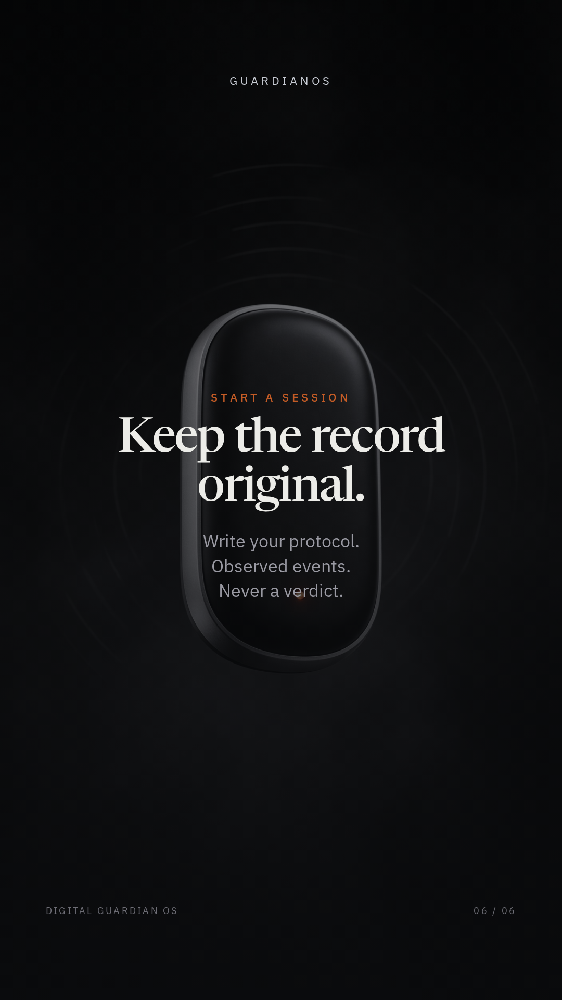 GUARDIANOS
START A SESSION
Keep the record
original.
Write your protocol.
Observed events.
Never a verdict.
DIGITAL GUARDIAN OS
06 / 06